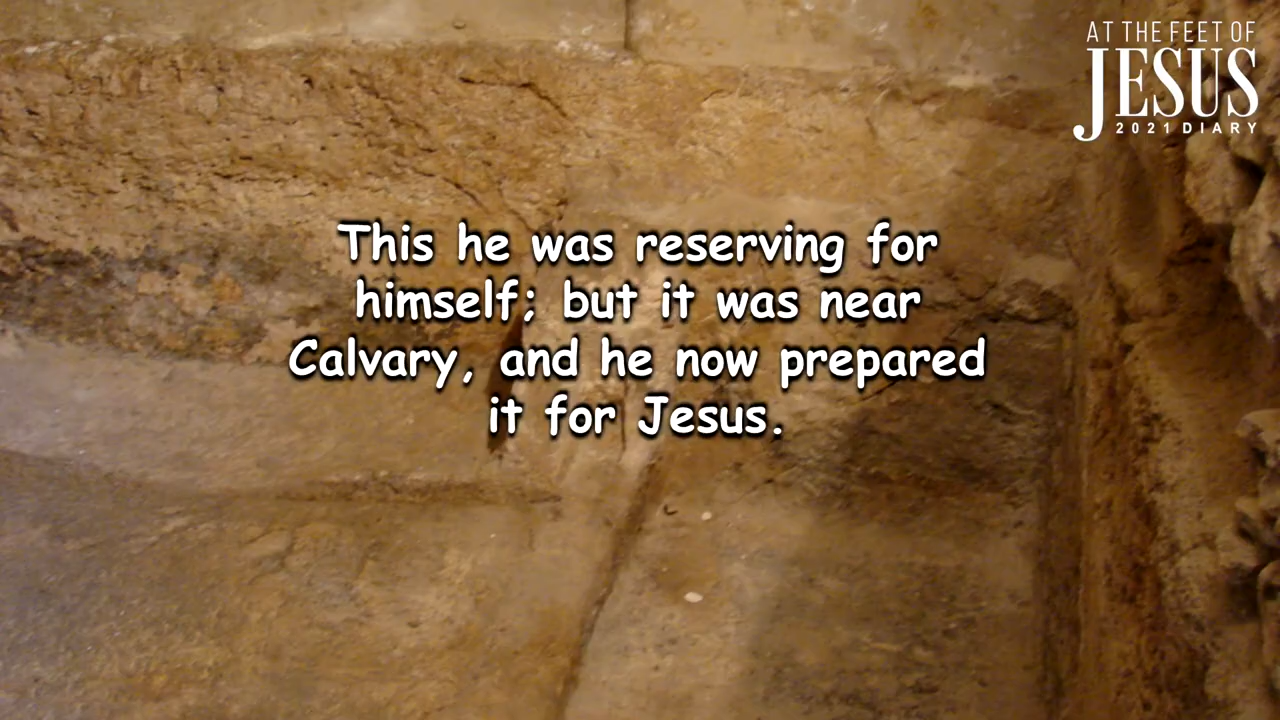 AT THE FEET OF
JESUS
2021 DIARY
This he was reserving for
himself; but it was near
Calvary, and he now prepared
it for Jesus.